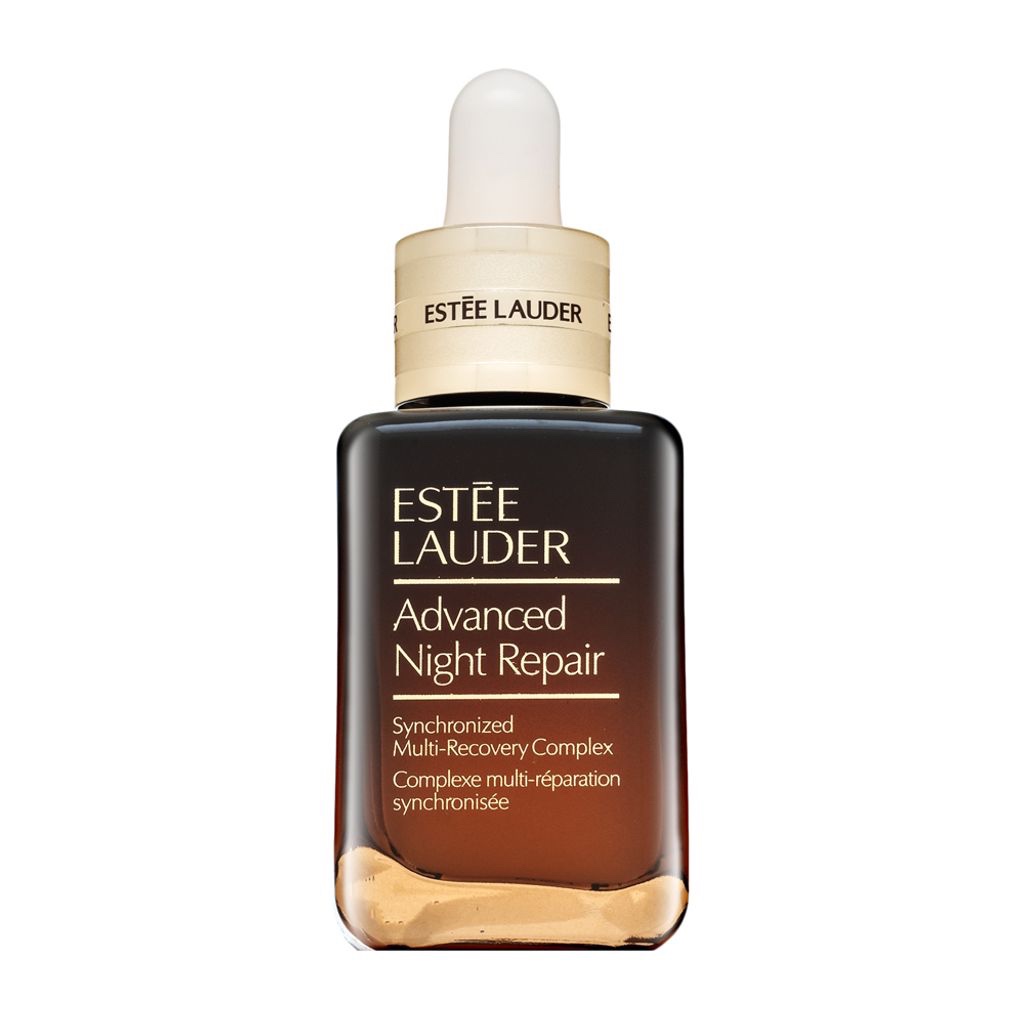 ESTĒE LAUDER
ESTĒE
LAUDER
Advanced
Night Repair
Synchronized
Multi-Recovery Complex
Complexe multi-réparation
synchronisée